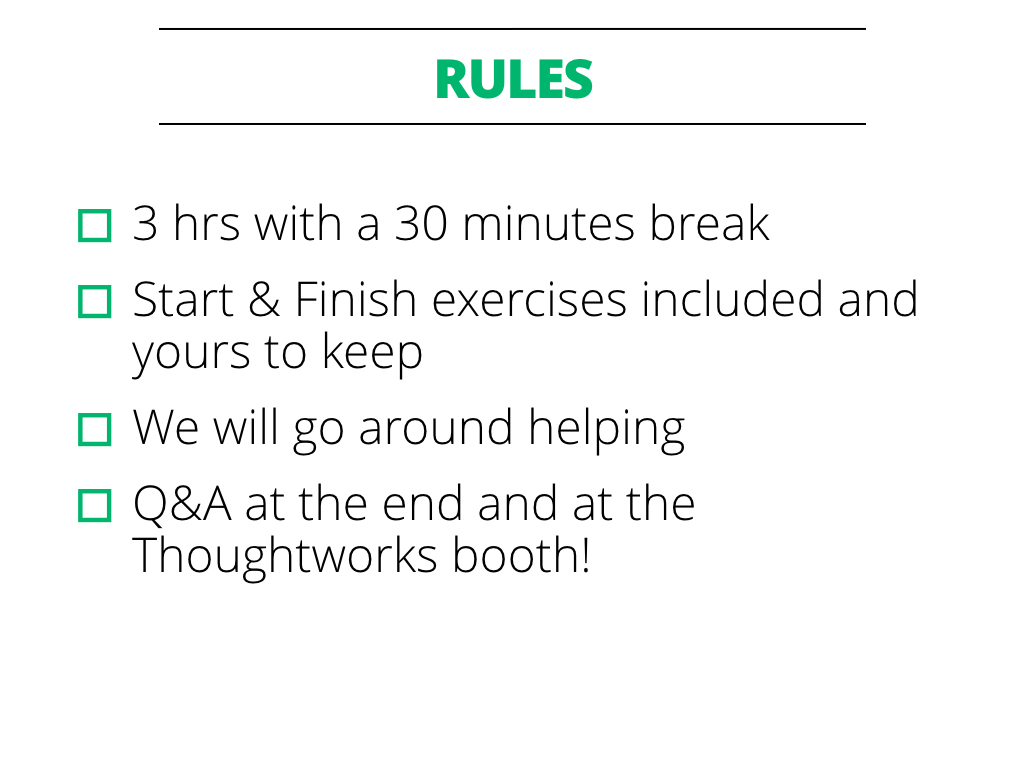 RULES
3 hrs with a 30 minutes break
Start & Finish exercises included and
yours to keep
We will go around helping
Q&A at the end and at the
Thoughtworks booth!